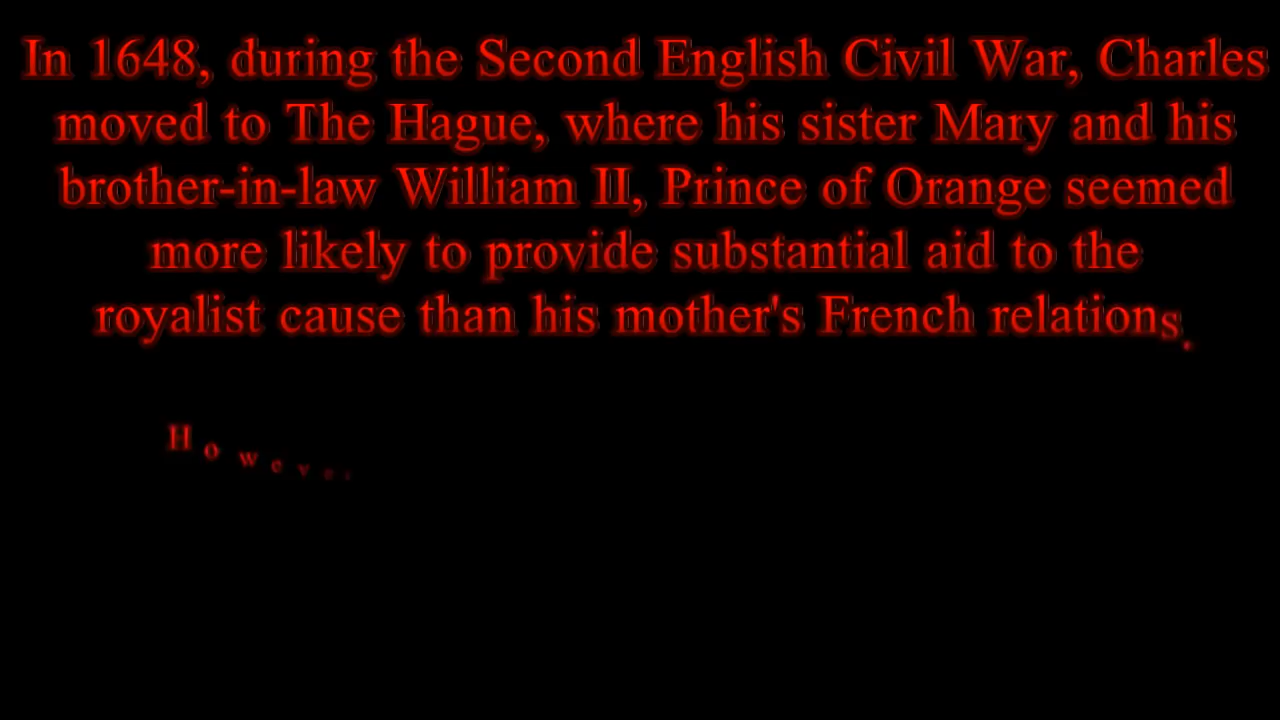 In 1648, during the Second English Civil War, Charles
moved to The Hague, where his sister Mary and his
brother-in-law William II, Prince of Orange seemed
more likely to provide substantial aid to the
royalist cause than his mother's French relations.
However